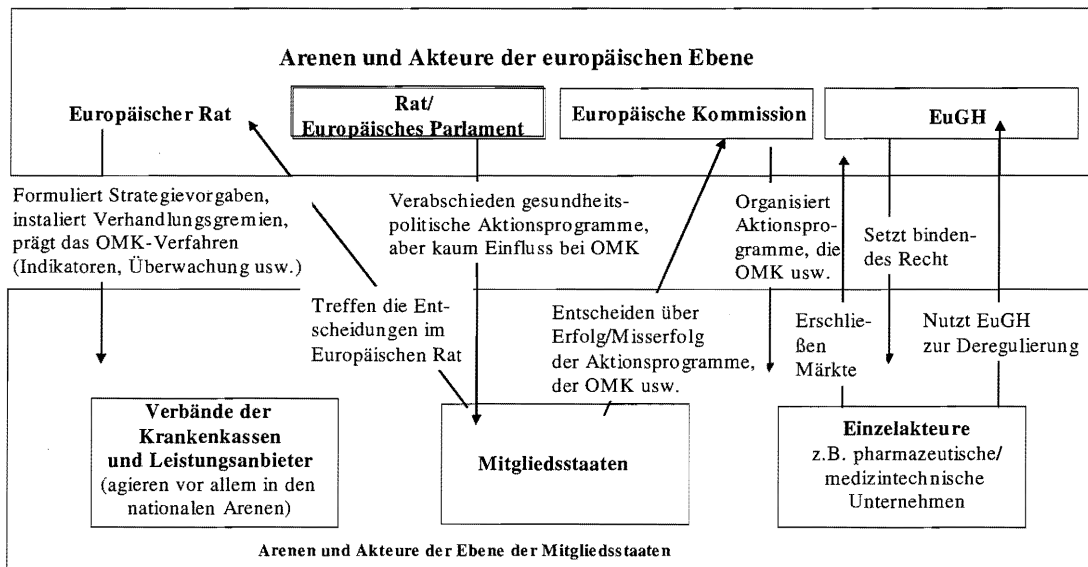 Arenen und Akteure der europäischen Ebene
Europäischer Rat
Rat/
Europäisches Parlament
Europäische Kommission
EuGH
Formuliert Strategievorgaben,
instaliert Verhandlungsgremien,
prägt das OMK-Verfahren
(Indikatoren, Überwachung usw.)
Verabschieden gesundheits-
politische Aktionsprogramme,
aber kaum Einfluss bei OMK
Organisiert
Aktionspro-
gramme, die
OMK usw.
Setzt binden-
des Recht
Treffen die Ent-
scheidungen im
Europäischen Rat
Entscheiden über
Erfolg/Misserfolg
der Aktionsprogramme,
der OMK usw.
Erschlie-
ßen
Märkte
Nutzt EuGH
zur Deregulierung
Verbände der
Krankenkassen
und Leistungsanbieter
(agieren vor allem in den
nationalen Arenen)
Mitgliedsstaaten
Einzelakteure
z.B. pharmazeutische/
medizintechnische
Unternehmen
Arenen und Akteure der Ebene der Mitgliedsstaaten